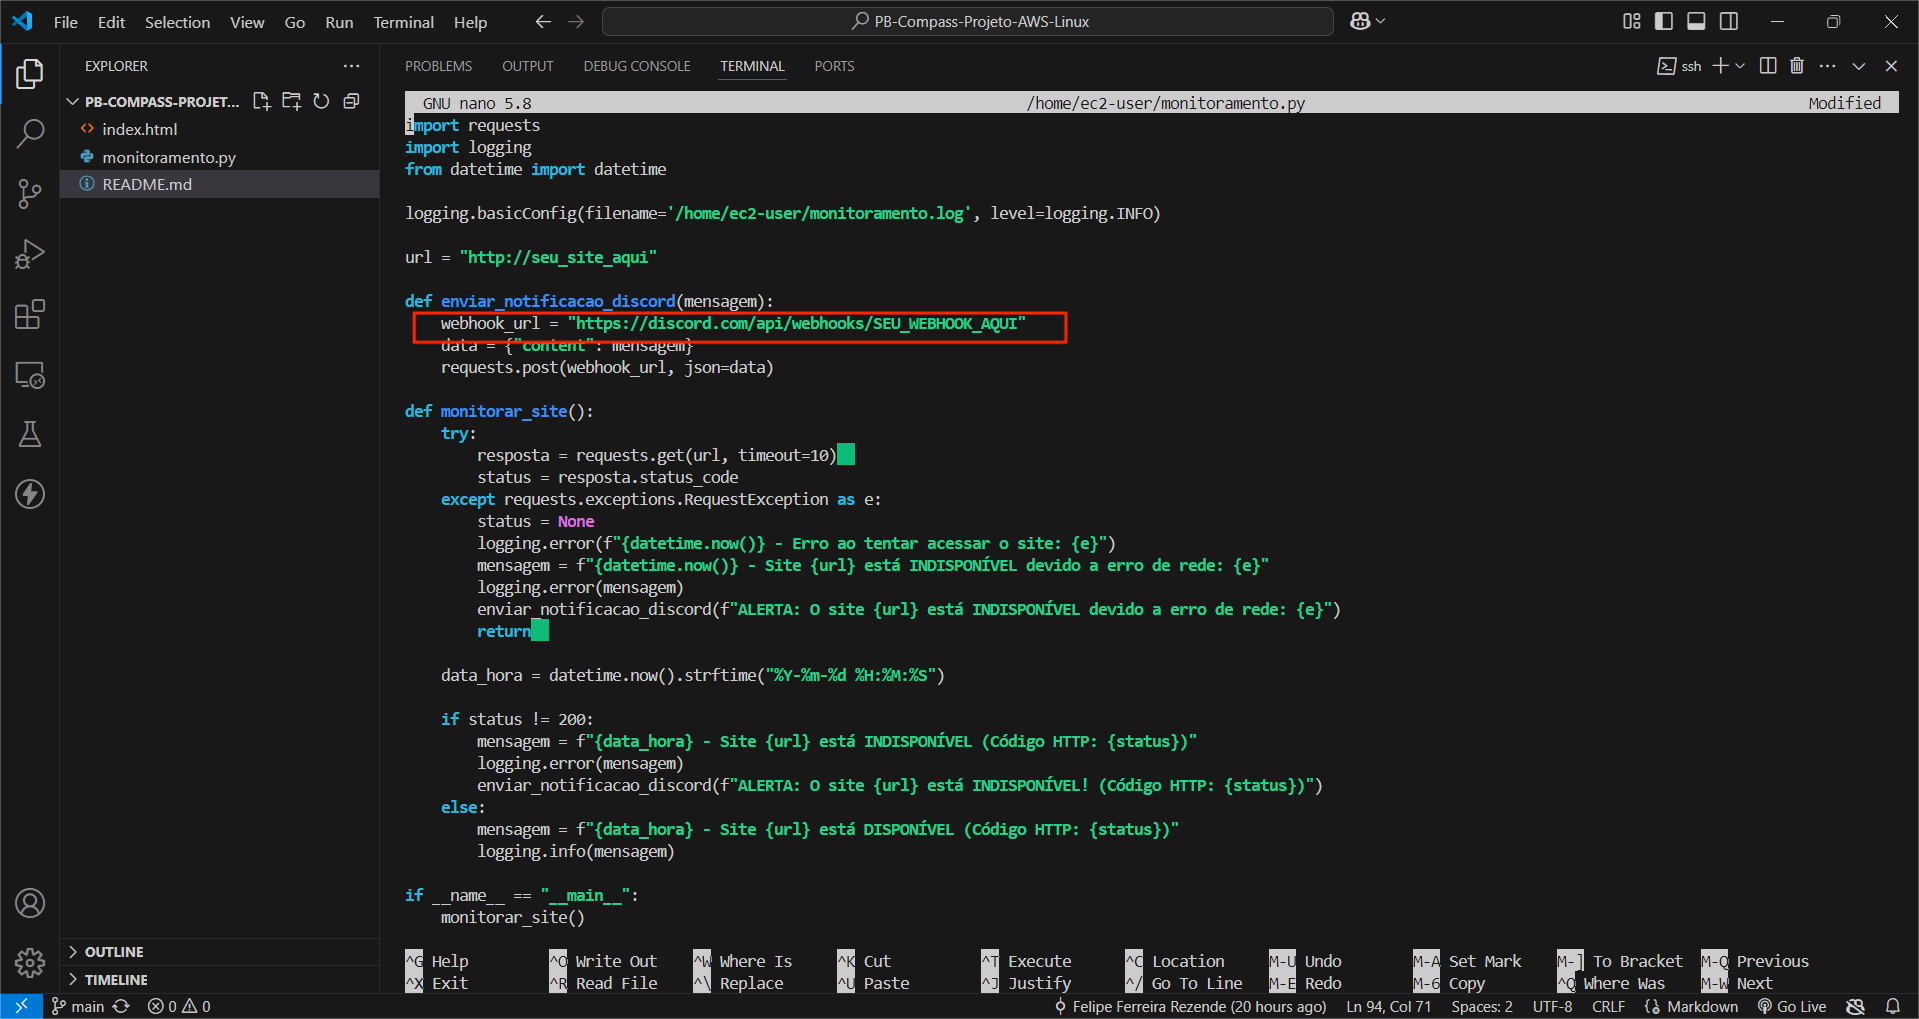 File Edit Selection View Go Run Terminal Help
PB-Compass-Projeto-AWS-Linux
EXPLORER
PB-COMPASS-PROJET...
index.html
monitoramento.py
README.md
OUTLINE
TIMELINE
PROBLEMS OUTPUT DEBUG CONSOLE TERMINAL PORTS
ssh
GNU nano 5.8 /home/ec2-user/monitoramento.py Modified
import requests
import logging
from datetime import datetime
logging.basicConfig(filename='/home/ec2-user/monitoramento.log', level=logging.INFO)
url = "http://seu_site_aqui"
def enviar_notificacao_discord(mensagem):
    webhook_url = "https://discord.com/api/webhooks/SEU_WEBHOOK_AQUI"
    data = {"content": mensagem}
    requests.post(webhook_url, json=data)
def monitorar_site():
    try:
        resposta = requests.get(url, timeout=10)
        status = resposta.status_code
    except requests.exceptions.RequestException as e:
        status = None
        logging.error(f"{datetime.now()} - Erro ao tentar acessar o site: {e}")
        mensagem = f"{datetime.now()} - Site {url} está INDISPONÍVEL devido a erro de rede: {e}"
        logging.error(mensagem)
        enviar_notificacao_discord(f"ALERTA: O site {url} está INDISPONÍVEL devido a erro de rede: {e}")
        return
    data_hora = datetime.now().strftime("%Y-%m-%d %H:%M:%S")
    if status != 200:
        mensagem = f"{data_hora} - Site {url} está INDISPONÍVEL (Código HTTP: {status})"
        logging.error(mensagem)
        enviar_notificacao_discord(f"ALERTA: O site {url} está INDISPONÍVEL! (Código HTTP: {status})")
    else:
        mensagem = f"{data_hora} - Site {url} está DISPONÍVEL (Código HTTP: {status})"
        logging.info(mensagem)
if __name__ == "__main__":
    monitorar_site()
^G Help ^O Write Out ^W Where Is ^K Cut ^T Execute ^C Location M-U Undo M-A Set Mark M-] To Bracket M-Q Previous
^X Exit ^R Read File ^\ Replace ^U Paste ^J Justify ^/ Go To Line M-E Redo M-6 Copy ^Q Where Was M-W Next
main 0 0 Felipe Ferreira Rezende (20 hours ago) Ln 94, Col 71 Spaces: 2 UTF-8 CRLF Markdown Go Live